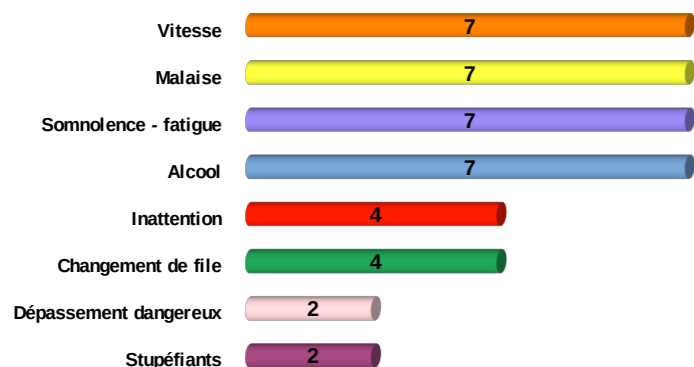 Vitesse 7
Malaise 7
Somnolence - fatigue 7
Alcool 7
Inattention 4
Changement de file 4
Dépassement dangereux 2
Stupéfiants 2